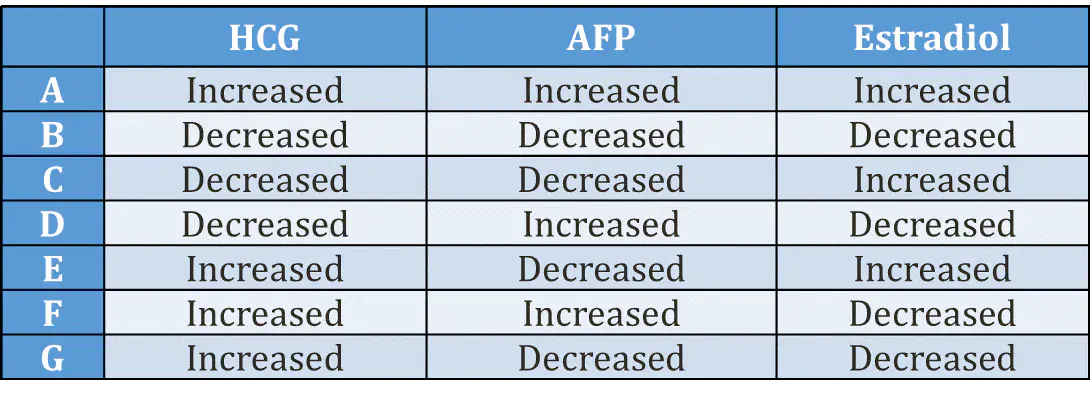 HCG AFP Estradiol
A Increased Increased Increased
B Decreased Decreased Decreased
C Decreased Decreased Increased
D Decreased Increased Decreased
E Increased Decreased Increased
F Increased Increased Decreased
G Increased Decreased Decreased